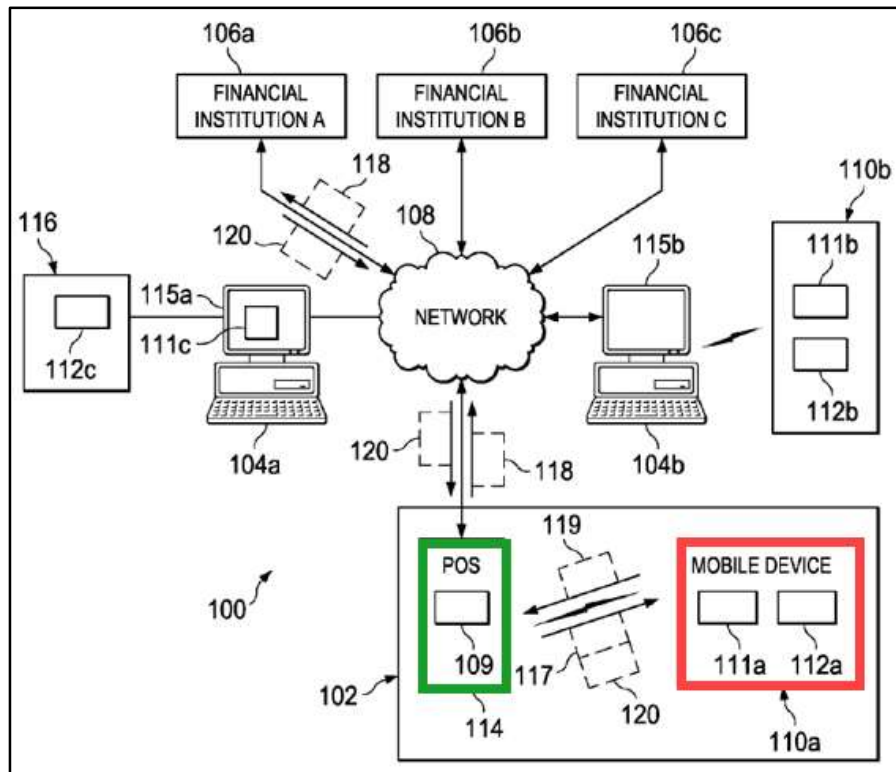 106a
106b
106c
FINANCIAL
INSTITUTION A
FINANCIAL
INSTITUTION B
FINANCIAL
INSTITUTION C
118
120
108
110b
116
115a
115b
111b
NETWORK
111c
112c
112b
104a
120
118
104b
119
POS
MOBILE DEVICE
100
109
117
111a
112a
102
114
120
110a